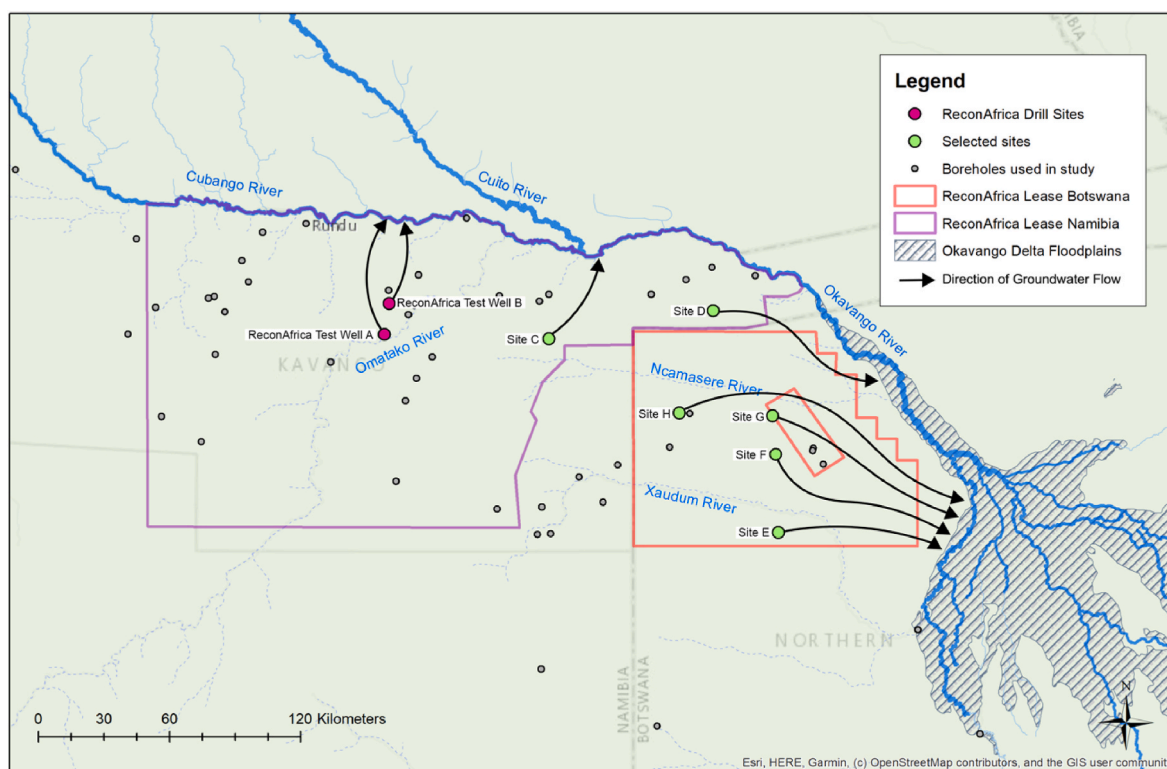 NAMIBIA
Legend
ReconAfrica Drill Sites
Selected sites
Boreholes used in study
ReconAfrica Lease Botswana
ReconAfrica Lease Namibia
Okavango Delta Floodplains
Direction of Groundwater Flow
Cubango River
Cuito River
Rundu
ReconAfrica Test Well B
ReconAfrica Test Well A
Omatako River
KAVANGO
Site C
Site D
Okavango River
Ncamasere River
Site H
Site G
Site F
Xaudum River
Site E
NORTHERN
NAMIBIA
BOTSWANA
N
0 30 60 120 Kilometers
Esri, HERE, Garmin, (c) OpenStreetMap contributors, and the GIS user communit